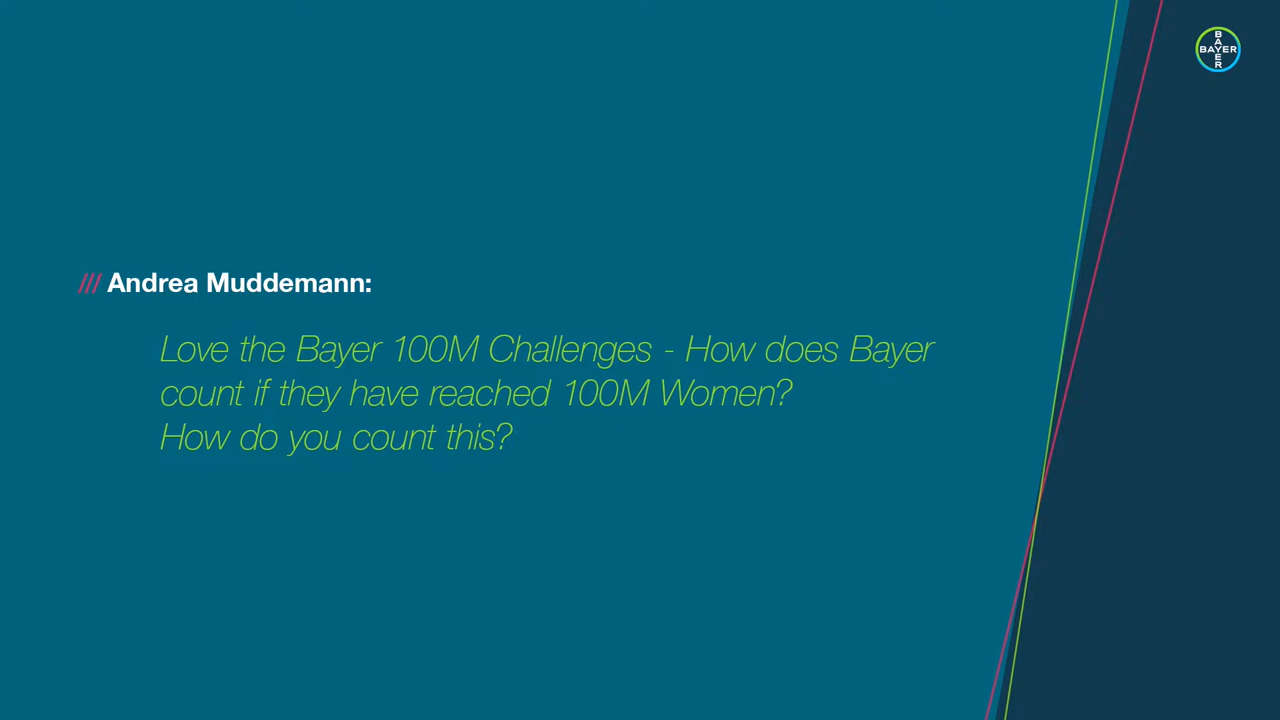 BAYER
BAYER
/// Andrea Muddemann:
Love the Bayer 100M Challenges - How does Bayer
count if they have reached 100M Women?
How do you count this?